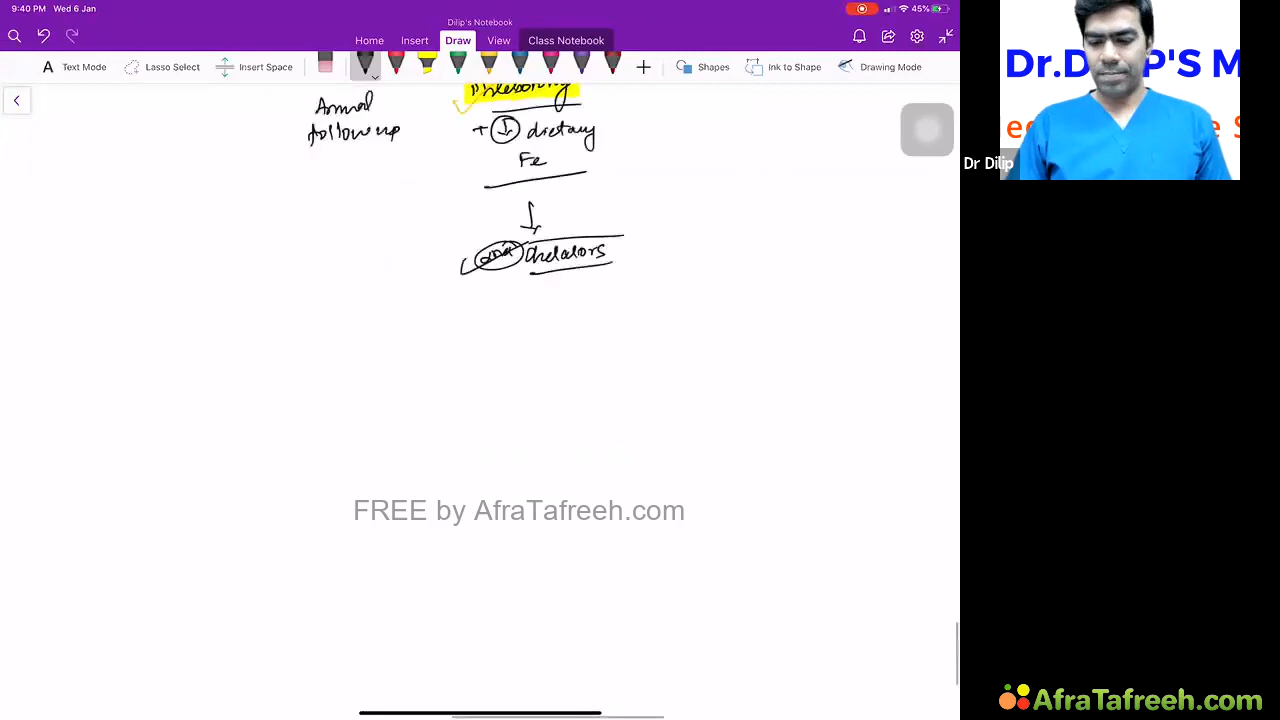 9:40 PM Wed 6 Jan
45%
Dilip's Notebook
Home Insert Draw View Class Notebook
A Text Mode Lasso Select Insert Space Shapes Ink to Shape Drawing Mode
Annual
follow up
+ ↓ dietary
Fe
↓
chelators
FREE by AfraTafreeh.com
Dr.D
P'S M
Dr Dilip
AfraTafreeh.com